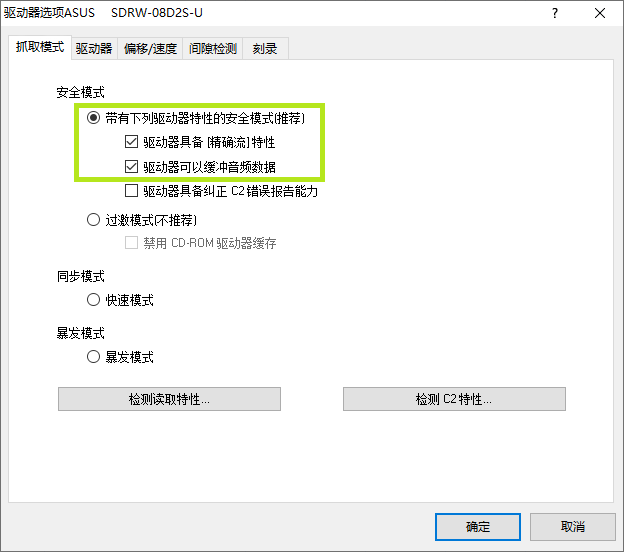 驱动器选项ASUS SDRW-08D2S-U
抓取模式 驱动器 偏移/速度 间隙检测 刻录
安全模式
带有下列驱动器特性的安全模式(推荐)
驱动器具备 [精确流]特性
驱动器可以缓冲音频数据
驱动器具备纠正 C2 错误报告能力
过激模式(不推荐)
禁用 CD-ROM 驱动器缓存
同步模式
快速模式
暴发模式
暴发模式
检测读取特性... 检测 C2 特性...
确定 取消